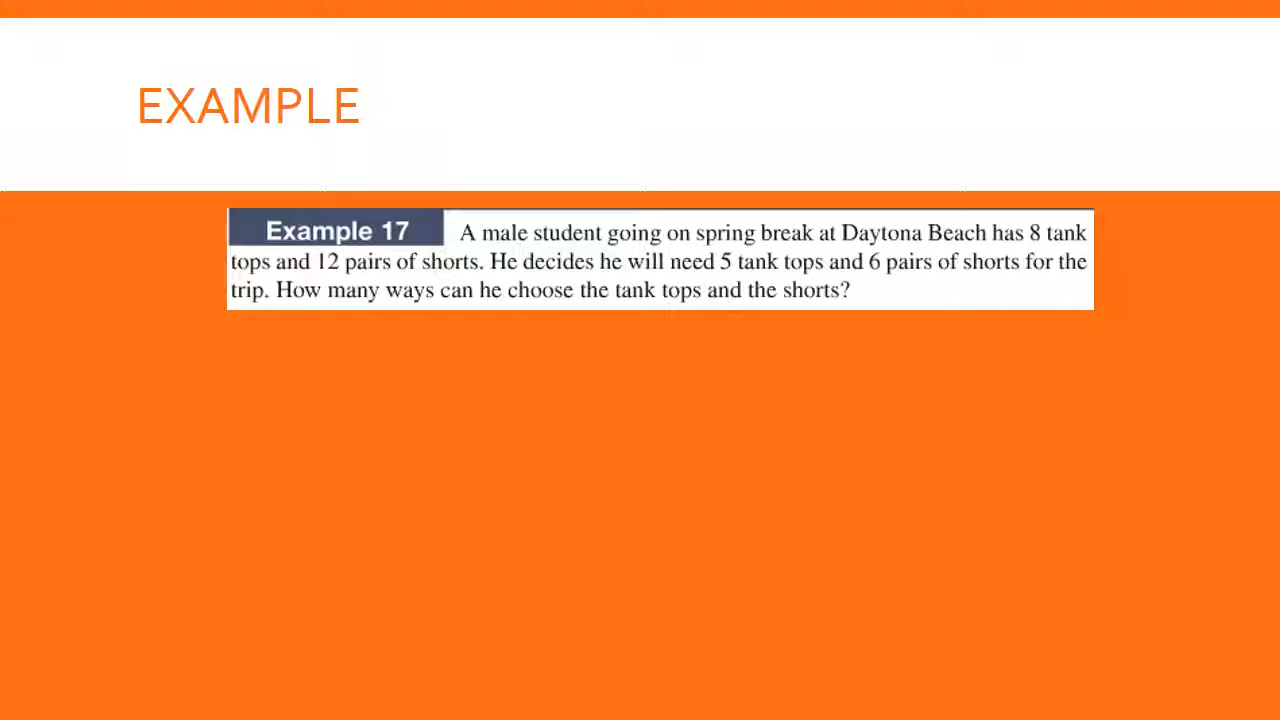 EXAMPLE
Example 17 A male student going on spring break at Daytona Beach has 8 tank
tops and 12 pairs of shorts. He decides he will need 5 tank tops and 6 pairs of shorts for the
trip. How many ways can he choose the tank tops and the shorts?